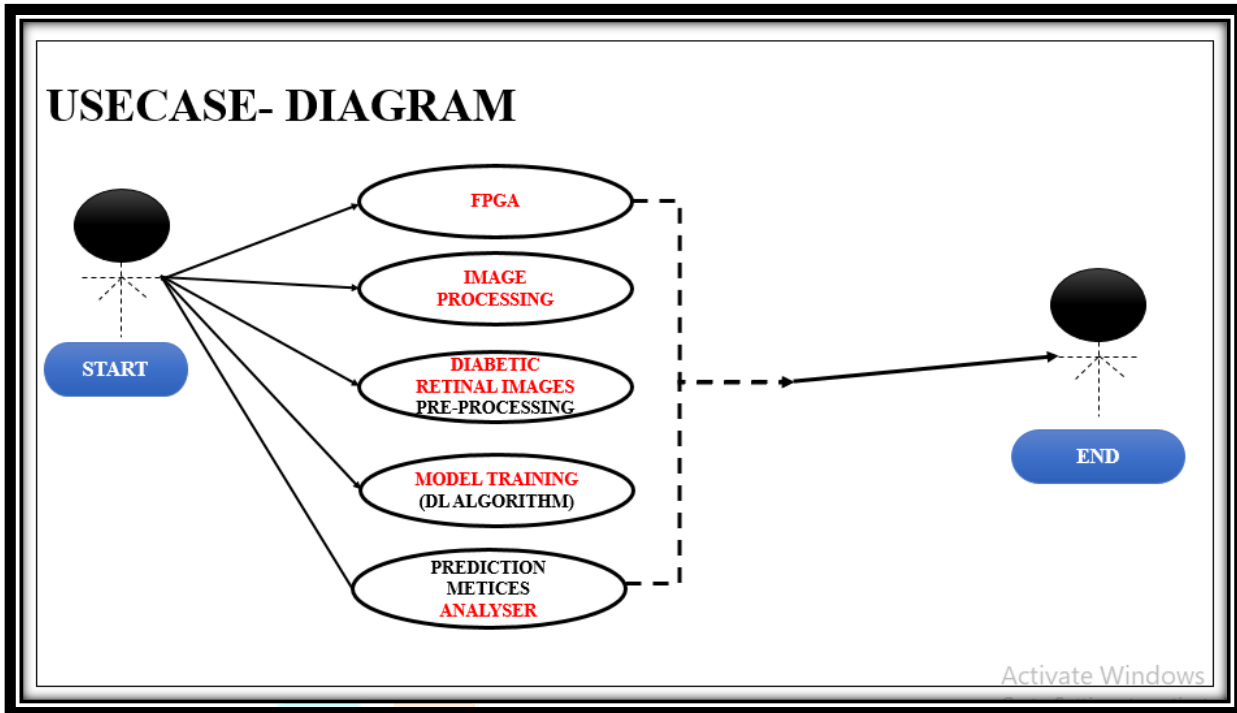 USECASE- DIAGRAM
FPGA
IMAGE
PROCESSING
START
DIABETIC
RETINAL IMAGES
PRE-PROCESSING
MODEL TRAINING
(DL ALGORITHM)
PREDICTION
METICES
ANALYSER
END
Activate Windows